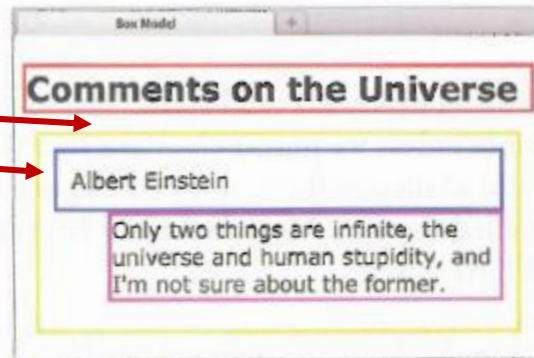 Box Model
Comments on the Universe
Albert Einstein
Only two things are infinite, the
universe and human stupidity, and
I'm not sure about the former.